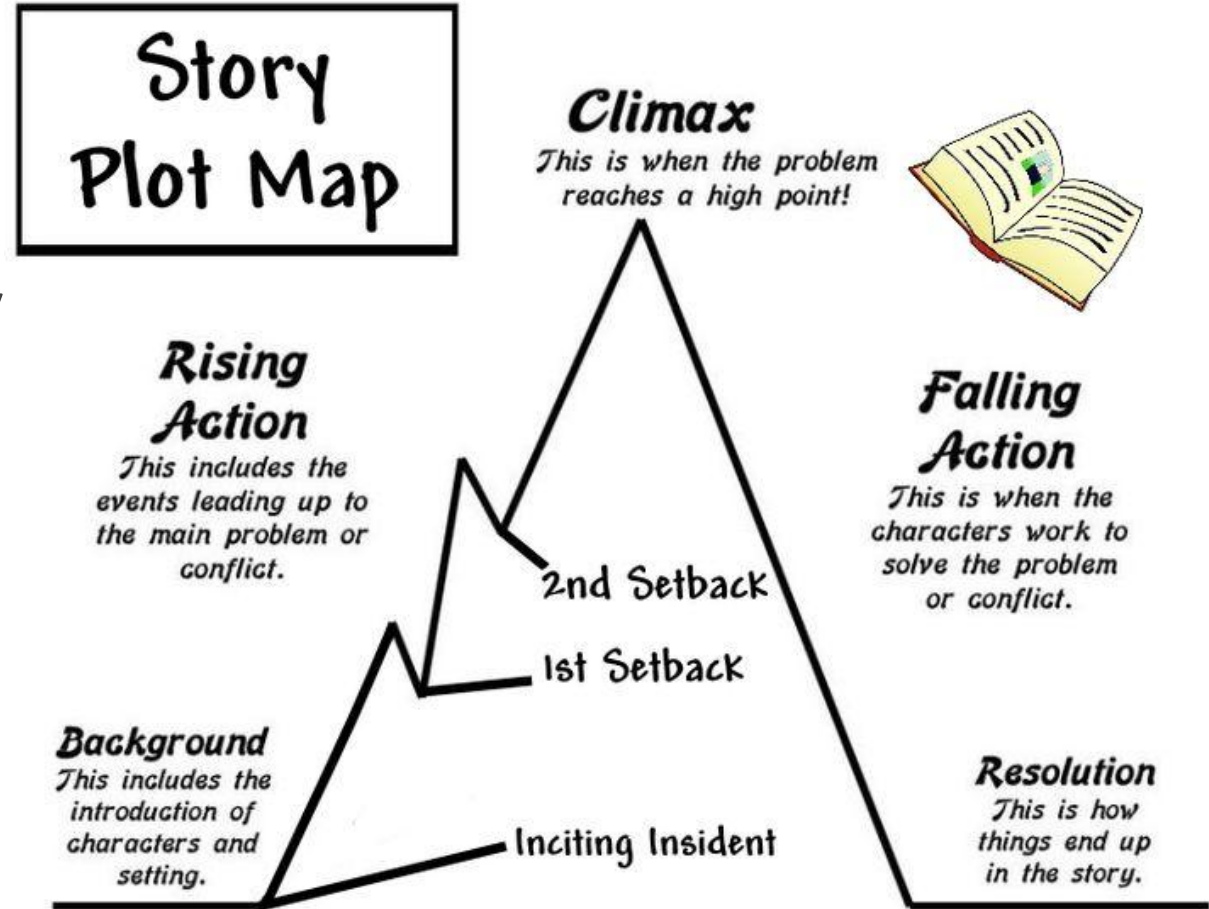 Story
Plot Map
Climax
This is when the problem
reaches a high point!
Rising
Action
This includes the
events leading up to
the main problem or
conflict.
Falling
Action
This is when the
characters work to
solve the problem
or conflict.
2nd Setback
1st Setback
Background
This includes the
introduction of
characters and
setting.
Inciting Insident
Resolution
This is how
things end up
in the story.